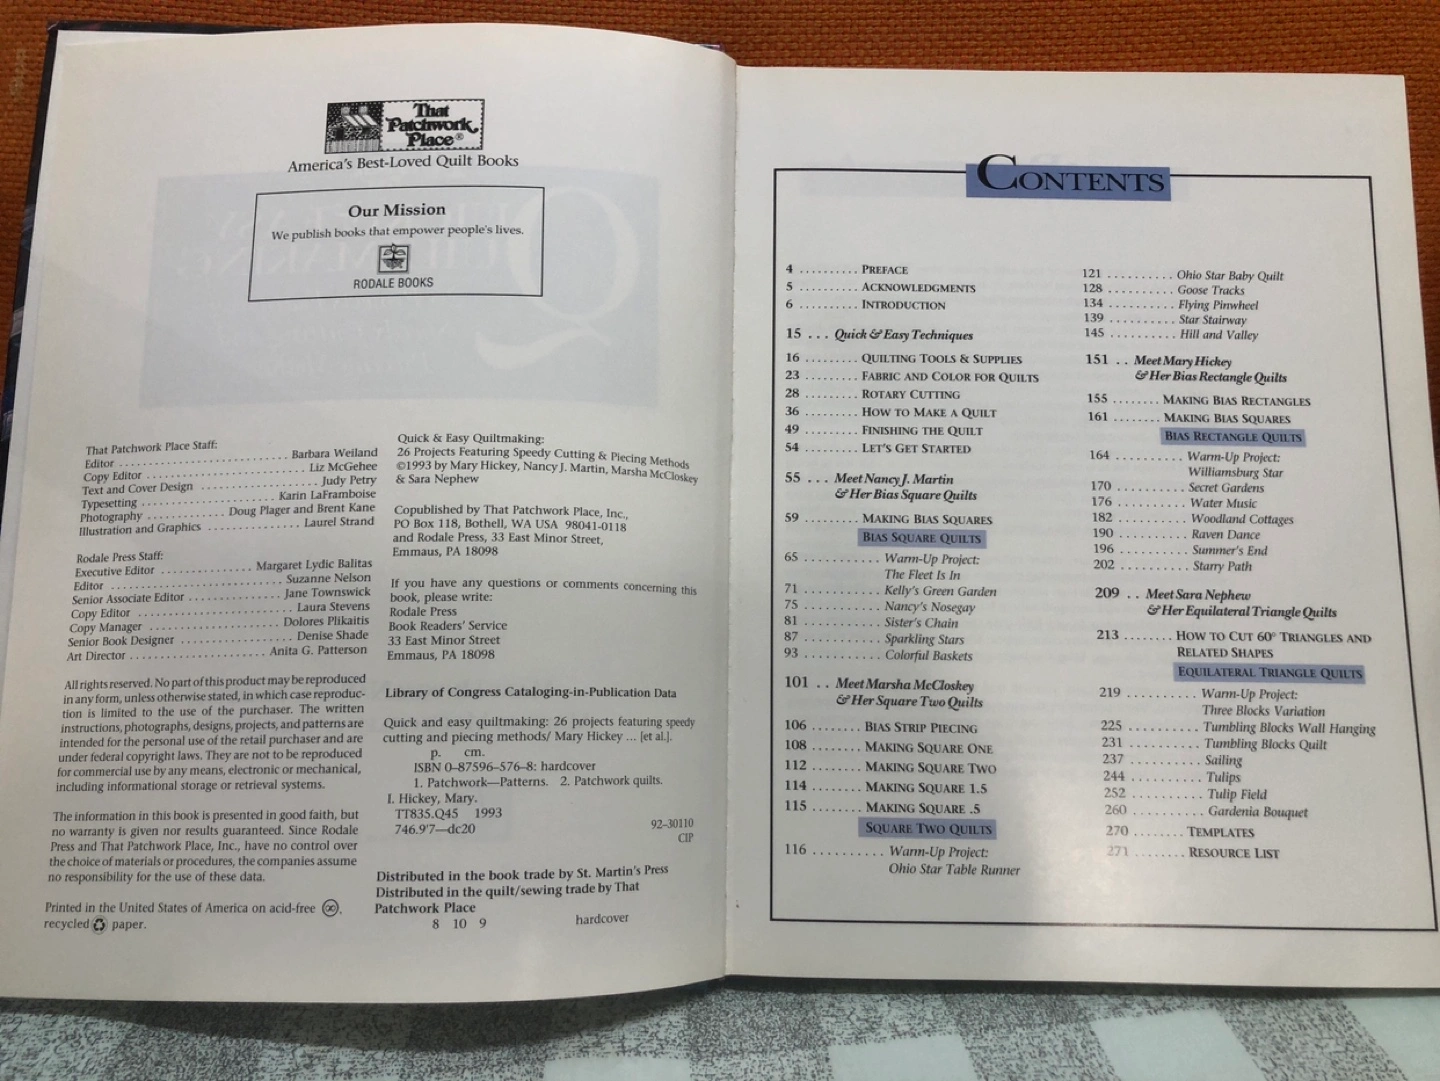 That
Patchwork
Place®
America's Best-Loved Quilt Books
Our Mission
We publish books that empower people's lives.
RODALE BOOKS
That Patchwork Place Staff:
Editor .......... Barbara Weiland
Copy Editor .......... Liz McGehee
Text and Cover Design .......... Judy Petry
Typesetting .......... Karin LaFramboise
Photography .......... Doug Plager and Brent Kane
Illustration and Graphics .......... Laurel Strand
Rodale Press Staff:
Executive Editor .......... Margaret Lydic Balitas
Editor .......... Suzanne Nelson
Senior Associate Editor .......... Jane Townswick
Copy Editor .......... Laura Stevens
Copy Manager .......... Dolores Plikaitis
Senior Book Designer .......... Denise Shade
Art Director .......... Anita G. Patterson
All rights reserved. No part of this product may be reproduced
in any form, unless otherwise stated, in which case reproduc-
tion is limited to the use of the purchaser. The written
instructions, photographs, designs, projects, and patterns are
intended for the personal use of the retail purchaser and are
under federal copyright laws. They are not to be reproduced
for commercial use by any means, electronic or mechanical,
including informational storage or retrieval systems.
The information in this book is presented in good faith, but
no warranty is given nor results guaranteed. Since Rodale
Press and That Patchwork Place, Inc., have no control over
the choice of materials or procedures, the companies assume
no responsibility for the use of these data.
Printed in the United States of America on acid-free ∞,
recycled ♻ paper.
Quick & Easy Quiltmaking:
26 Projects Featuring Speedy Cutting & Piecing Methods
©1993 by Mary Hickey, Nancy J. Martin, Marsha McCloskey
& Sara Nephew
Copublished by That Patchwork Place, Inc.,
PO Box 118, Bothell, WA USA 98041-0118
and Rodale Press, 33 East Minor Street,
Emmaus, PA 18098
If you have any questions or comments concerning this
book, please write:
Rodale Press
Book Readers' Service
33 East Minor Street
Emmaus, PA 18098
Library of Congress Cataloging-in-Publication Data
Quick and easy quiltmaking: 26 projects featuring speedy
cutting and piecing methods/ Mary Hickey ... [et al.].
p. cm.
ISBN 0–87596–576–8: hardcover
1. Patchwork—Patterns. 2. Patchwork quilts.
I. Hickey, Mary.
TT835.Q45 1993
746.9'7—dc20 92–30110
CIP
Distributed in the book trade by St. Martin's Press
Distributed in the quilt/sewing trade by That
Patchwork Place
8 10 9 hardcover
CONTENTS
4 .......... PREFACE
5 .......... ACKNOWLEDGMENTS
6 .......... INTRODUCTION
15 ... Quick & Easy Techniques
16 ......... QUILTING TOOLS & SUPPLIES
23 ......... FABRIC AND COLOR FOR QUILTS
28 ......... ROTARY CUTTING
36 ......... HOW TO MAKE A QUILT
49 ......... FINISHING THE QUILT
54 ......... LET'S GET STARTED
55 ... Meet Nancy J. Martin
& Her Bias Square Quilts
59 ......... MAKING BIAS SQUARES
BIAS SQUARE QUILTS
65 ........... Warm-Up Project:
The Fleet Is In
71 ........... Kelly's Green Garden
75 ........... Nancy's Nosegay
81 ........... Sister's Chain
87 ........... Sparkling Stars
93 ........... Colorful Baskets
101 .. Meet Marsha McCloskey
& Her Square Two Quilts
106 ........ BIAS STRIP PIECING
108 ........ MAKING SQUARE ONE
112 ........ MAKING SQUARE TWO
114 ........ MAKING SQUARE 1.5
115 ........ MAKING SQUARE .5
SQUARE TWO QUILTS
116 .......... Warm-Up Project:
Ohio Star Table Runner
121 .......... Ohio Star Baby Quilt
128 .......... Goose Tracks
134 .......... Flying Pinwheel
139 .......... Star Stairway
145 .......... Hill and Valley
151 .. Meet Mary Hickey
& Her Bias Rectangle Quilts
155 ........ MAKING BIAS RECTANGLES
161 ........ MAKING BIAS SQUARES
BIAS RECTANGLE QUILTS
164 .......... Warm-Up Project:
Williamsburg Star
170 .......... Secret Gardens
176 .......... Water Music
182 .......... Woodland Cottages
190 .......... Raven Dance
196 .......... Summer's End
202 .......... Starry Path
209 .. Meet Sara Nephew
& Her Equilateral Triangle Quilts
213 ........ HOW TO CUT 60° TRIANGLES AND
RELATED SHAPES
EQUILATERAL TRIANGLE QUILTS
219 .......... Warm-Up Project:
Three Blocks Variation
225 .......... Tumbling Blocks Wall Hanging
231 .......... Tumbling Blocks Quilt
237 .......... Sailing
244 .......... Tulips
252 .......... Tulip Field
260 .......... Gardenia Bouquet
270 ........ TEMPLATES
271 ........ RESOURCE LIST